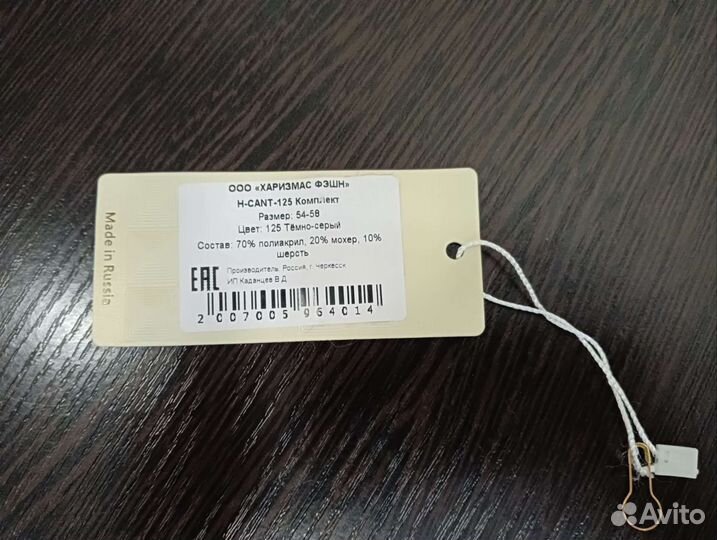 Made in Russia
ООО «ХАРИЗМАС ФЭШН»
H-CANT-125 Комплект
Размер: 54-58
Цвет: 125 Тёмно-серый
Состав: 70% полиакрил, 20% мохер, 10%
шерсть
EAC
Производитель: Россия, г. Черкесск
ИП Каданцев В.Д
2 007005 964014
Avito